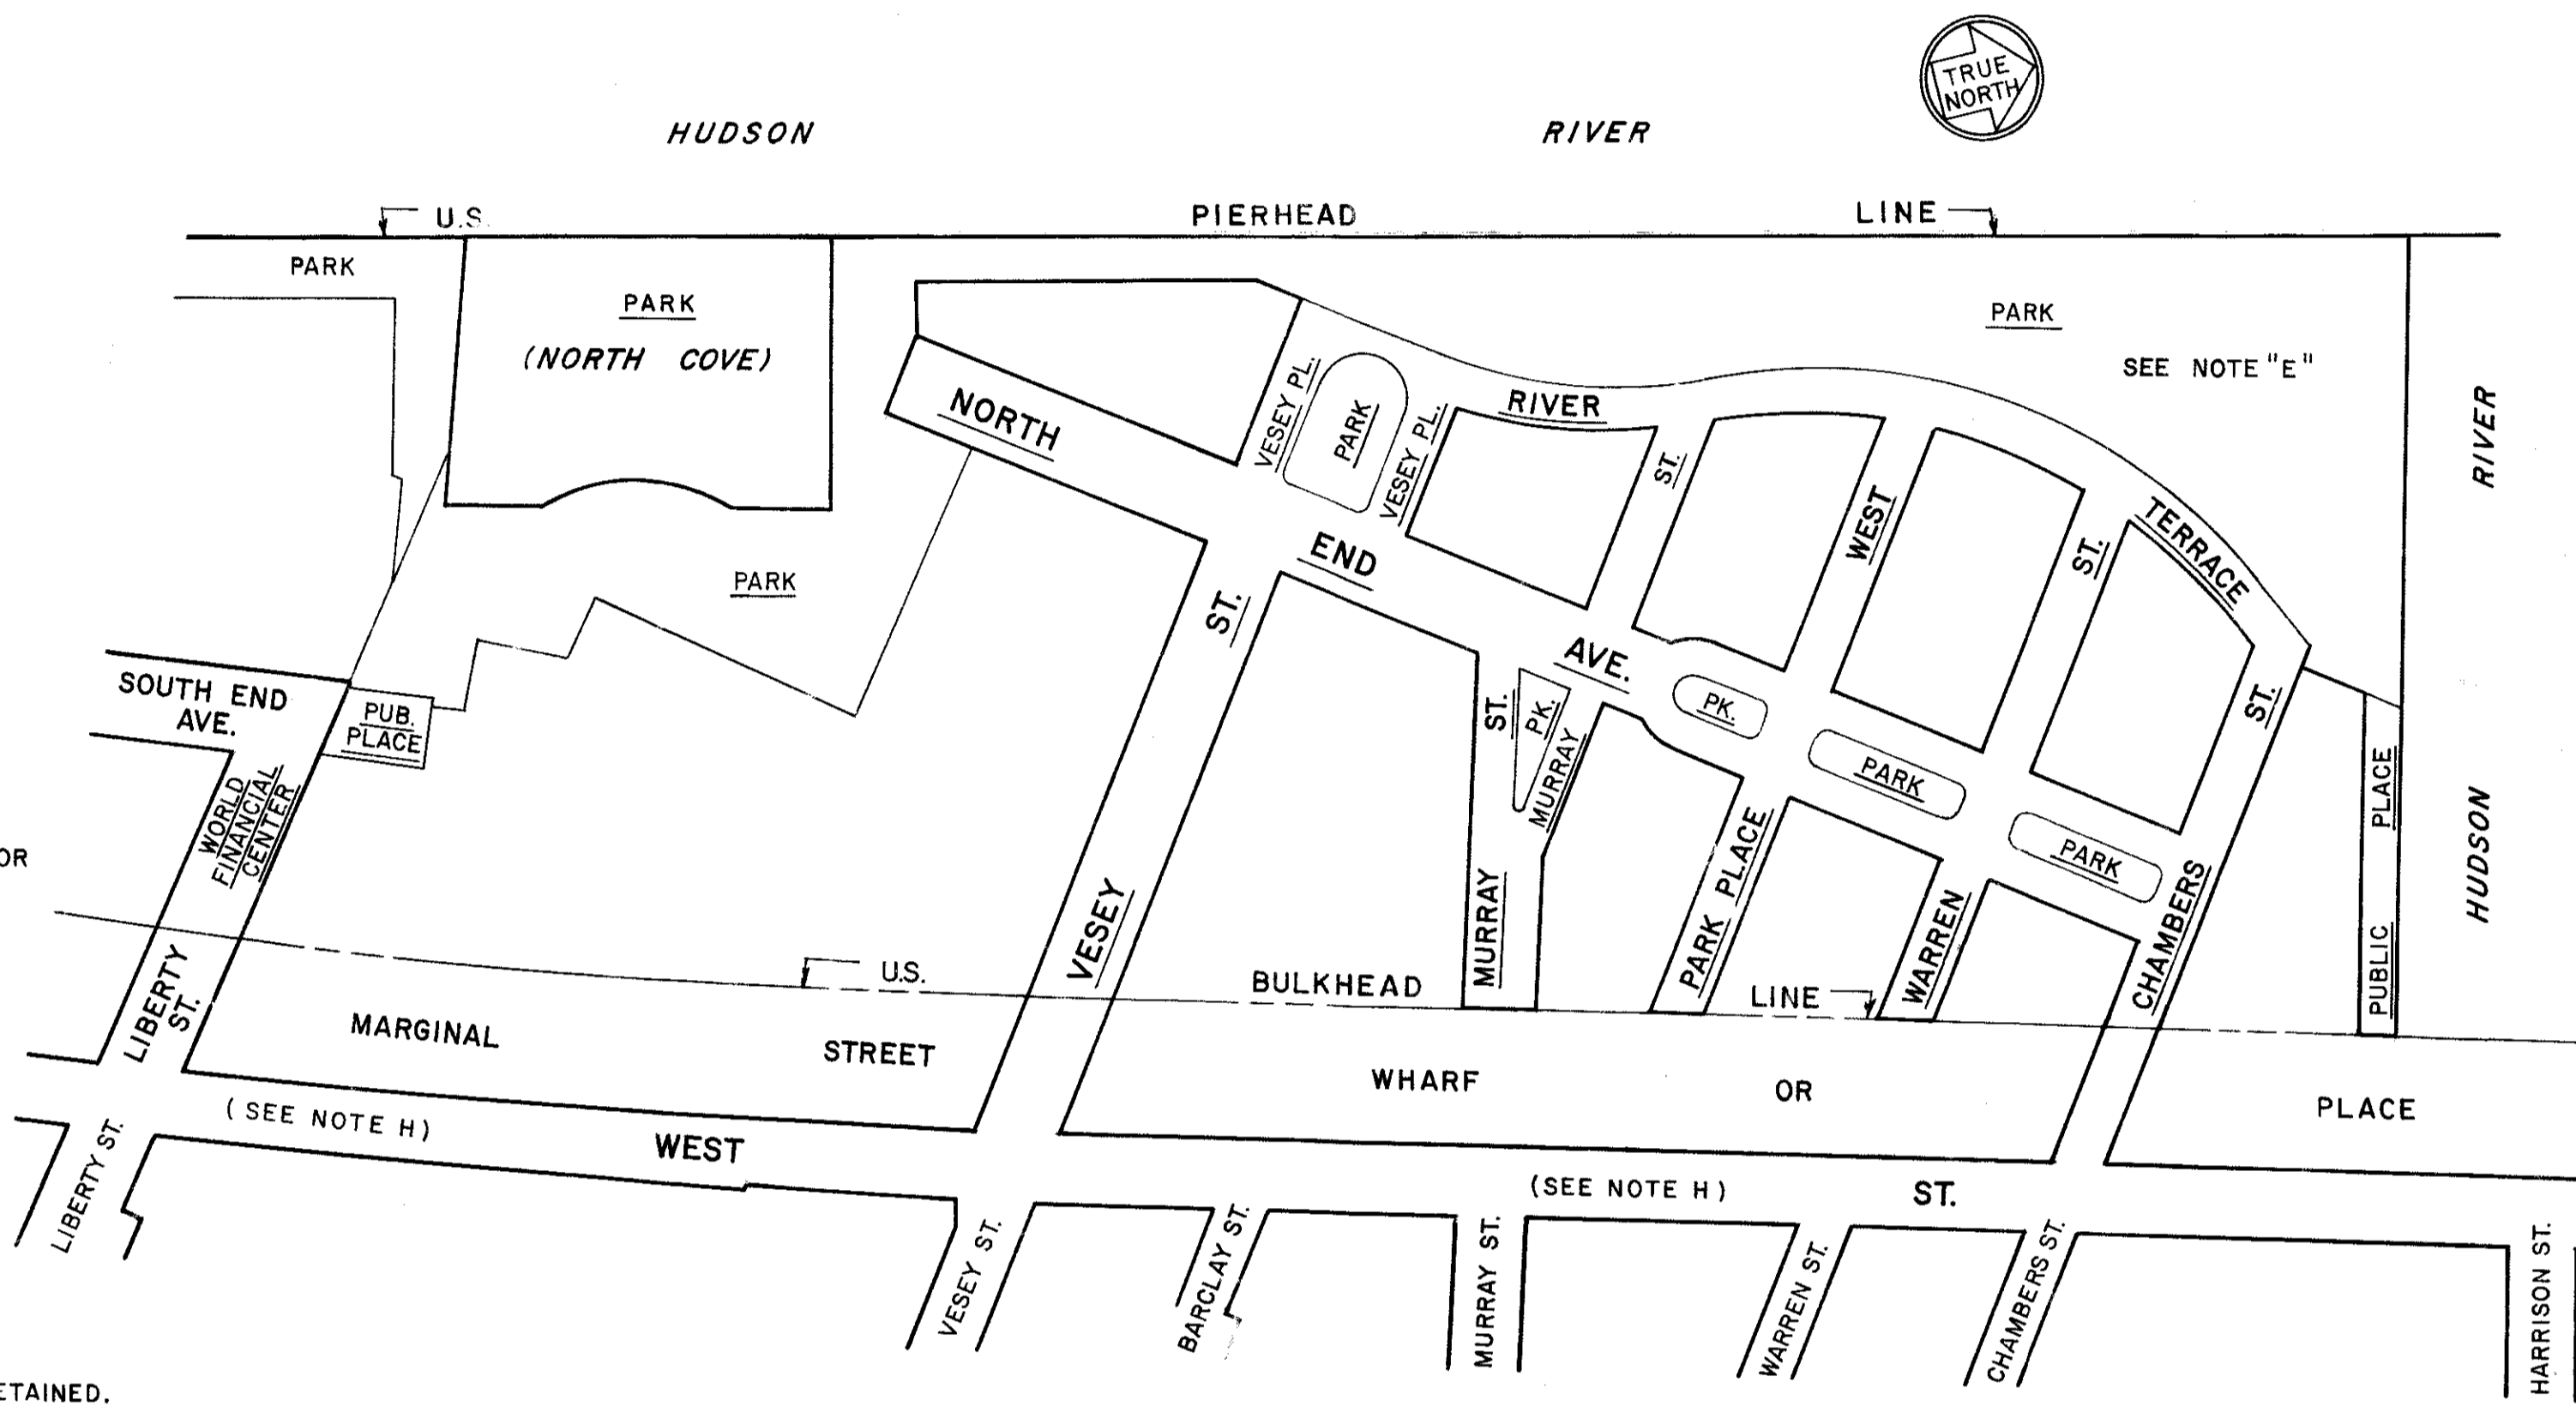 TRUE
NORTH
HUDSON RIVER
U.S. PIERHEAD LINE
PARK
PARK
(NORTH COVE)
PARK
SEE NOTE "E"
RIVER
HUDSON
NORTH
END
AVE.
VESEY PL.
PARK
VESEY PL.
RIVER
TERRACE
ST.
WEST
ST.
ST.
PARK
SOUTH END
AVE.
PUB.
PLACE
WORLD
FINANCIAL
CENTER
OR
ST.
VESEY
ST.
PK.
MURRAY
MURRAY
PK.
PARK
PARK
PARK PLACE
WARREN
CHAMBERS
PUBLIC PLACE
LIBERTY
ST.
U.S. BULKHEAD LINE
MARGINAL STREET WHARF OR PLACE
(SEE NOTE H)
WEST ST.
(SEE NOTE H)
LIBERTY ST.
VESEY ST.
BARCLAY ST.
MURRAY ST.
WARREN ST.
CHAMBERS ST.
HARRISON ST.
ETAINED.